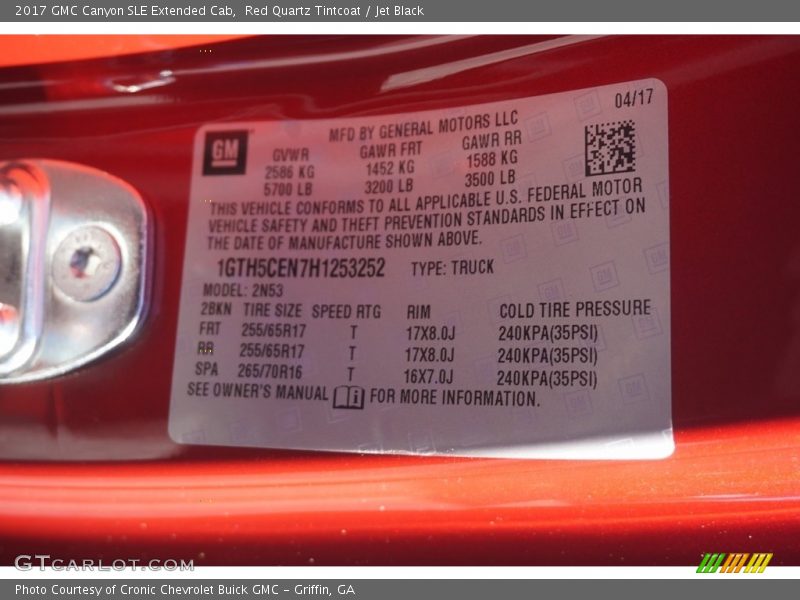 2017 GMC Canyon SLE Extended Cab, Red Quartz Tintcoat / Jet Black
04/17
MFD BY GENERAL MOTORS LLC
GM
GVWR GAWR FRT GAWR RR
2586 KG 1452 KG 1588 KG
5700 LB 3200 LB 3500 LB
THIS VEHICLE CONFORMS TO ALL APPLICABLE U.S. FEDERAL MOTOR
VEHICLE SAFETY AND THEFT PREVENTION STANDARDS IN EFFECT ON
THE DATE OF MANUFACTURE SHOWN ABOVE.
1GTH5CEN7H1253252 TYPE: TRUCK
MODEL: 2N53
2BKN TIRE SIZE SPEED RTG RIM COLD TIRE PRESSURE
FRT 255/65R17 T 17X8.0J 240KPA(35PSI)
RR 255/65R17 T 17X8.0J 240KPA(35PSI)
SPA 265/70R16 T 16X7.0J 240KPA(35PSI)
SEE OWNER'S MANUAL FOR MORE INFORMATION.
GTCARLOT.COM
Photo Courtesy of Cronic Chevrolet Buick GMC - Griffin, GA